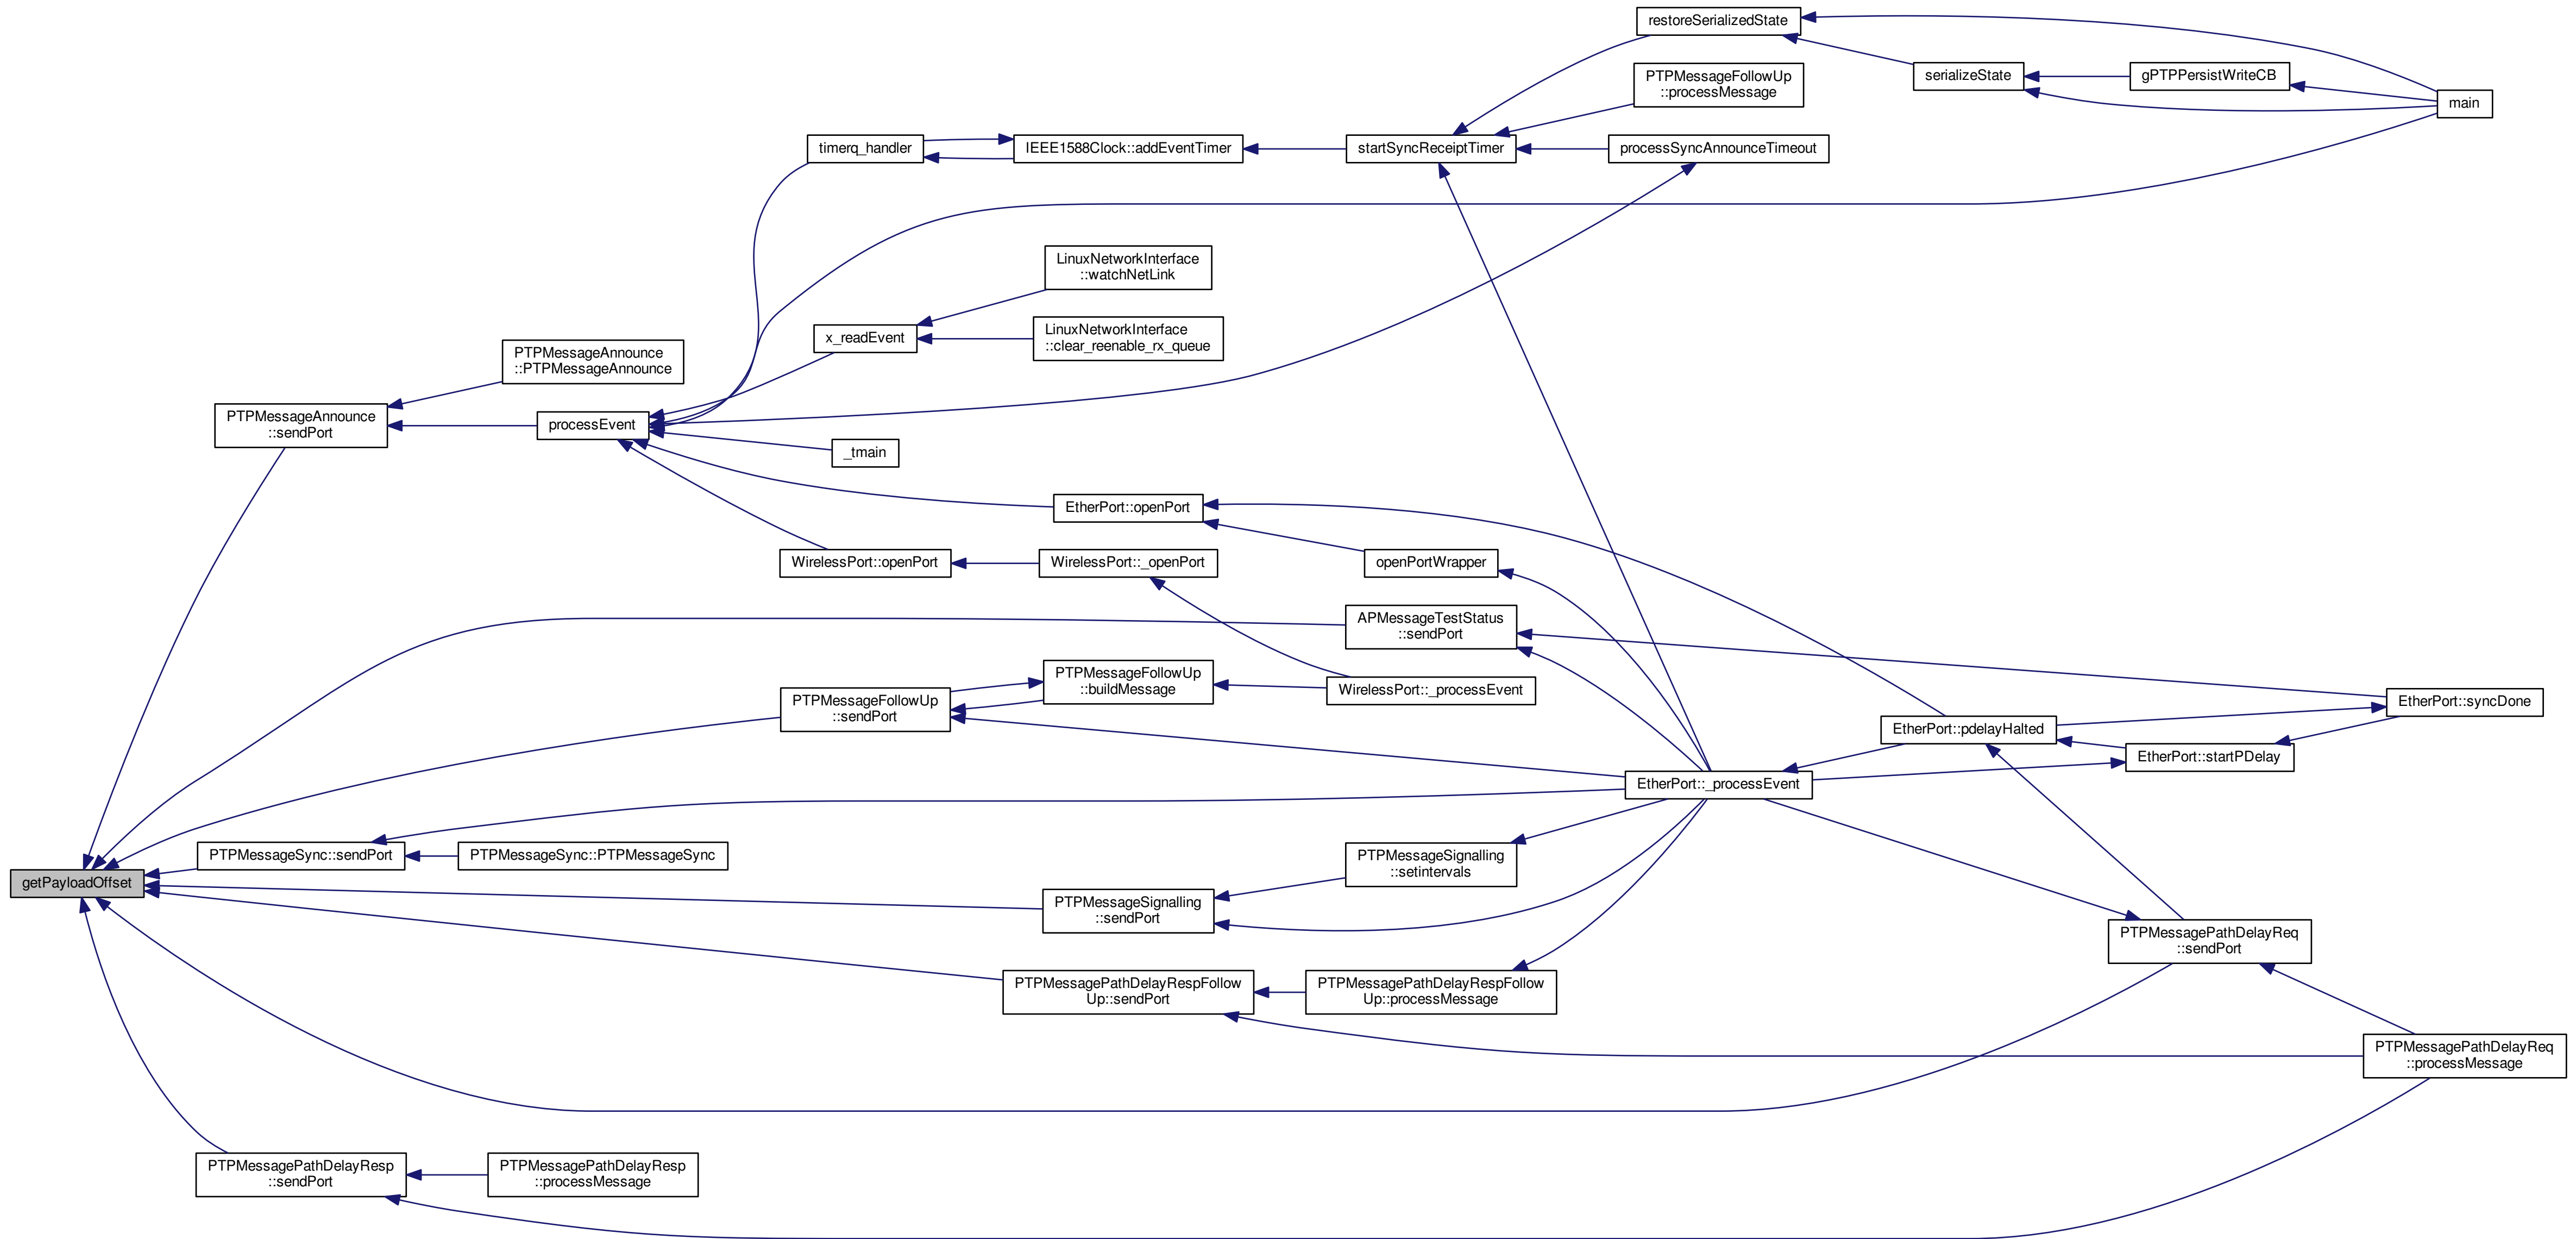 restoreSerializedState
PTPMessageFollowUp
::processMessage
serializeState
gPTPPersistWriteCB
main
timerq_handler
IEEE1588Clock::addEventTimer
startSyncReceiptTimer
processSyncAnnounceTimeout
LinuxNetworkInterface
::watchNetLink
x_readEvent
LinuxNetworkInterface
::clear_reenable_rx_queue
PTPMessageAnnounce
::PTPMessageAnnounce
PTPMessageAnnounce
::sendPort
processEvent
_tmain
EtherPort::openPort
WirelessPort::openPort
WirelessPort::_openPort
openPortWrapper
APMessageTestStatus
::sendPort
PTPMessageFollowUp
::sendPort
PTPMessageFollowUp
::buildMessage
WirelessPort::_processEvent
EtherPort::syncDone
EtherPort::pdelayHalted
EtherPort::startPDelay
EtherPort::_processEvent
PTPMessageSync::sendPort
PTPMessageSync::PTPMessageSync
getPayloadOffset
PTPMessageSignalling
::setintervals
PTPMessageSignalling
::sendPort
PTPMessagePathDelayReq
::sendPort
PTPMessagePathDelayRespFollow
Up::sendPort
PTPMessagePathDelayRespFollow
Up::processMessage
PTPMessagePathDelayReq
::processMessage
PTPMessagePathDelayResp
::sendPort
PTPMessagePathDelayResp
::processMessage